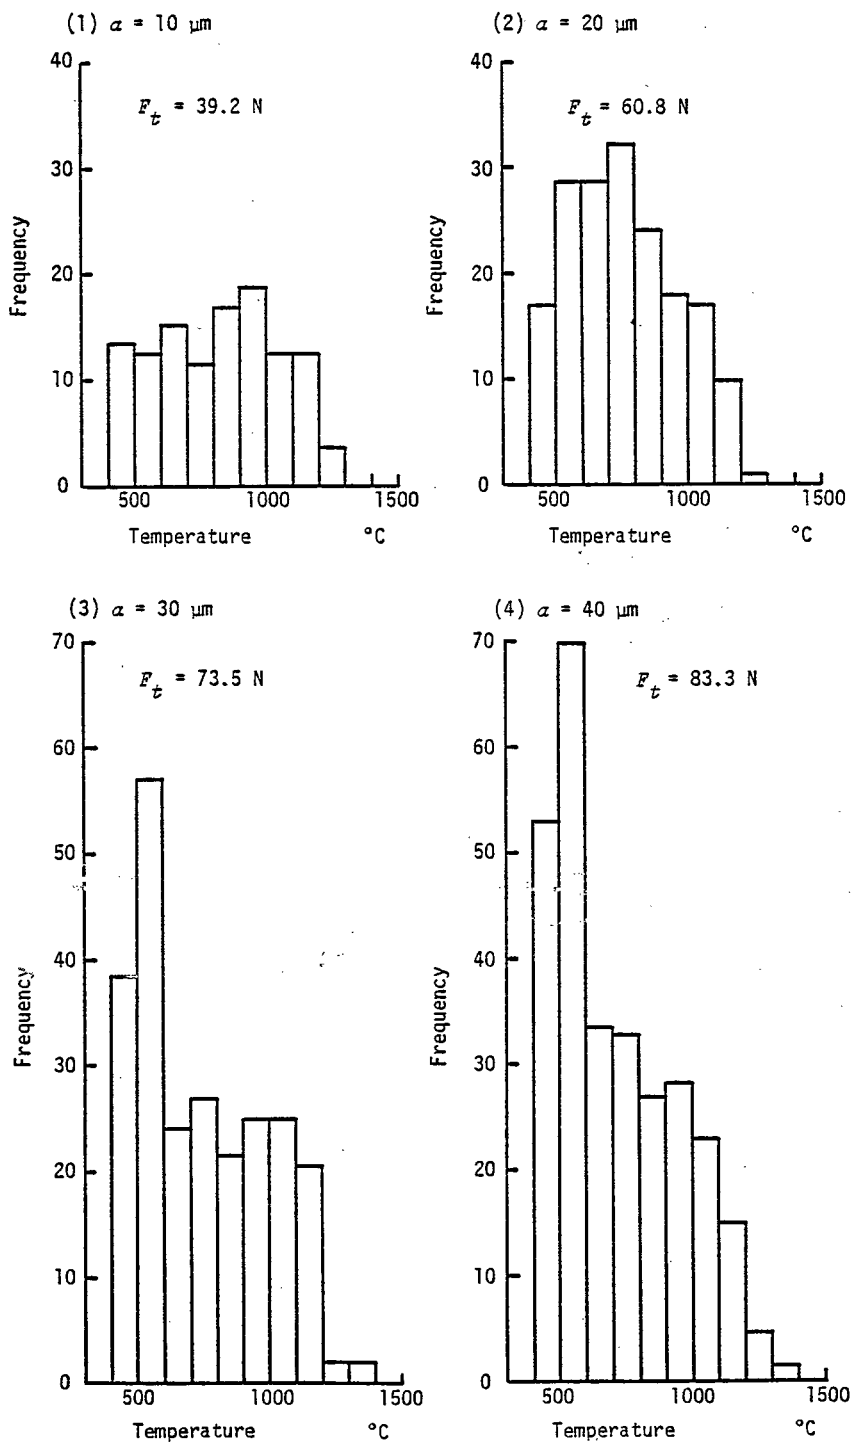 (1) a = 10 μm
40
F_t = 39.2 N
30
Frequency
20
10
0
500 1000 1500
Temperature °C
(2) a = 20 μm
40
F_t = 60.8 N
30
Frequency
20
10
0
500 1000 1500
Temperature °C
(3) a = 30 μm
70
F_t = 73.5 N
60
50
40
Frequency
30
20
10
0
500 1000 1500
Temperature °C
(4) a = 40 μm
70
F_t = 83.3 N
60
50
40
Frequency
30
20
10
0
500 1000 1500
Temperature °C